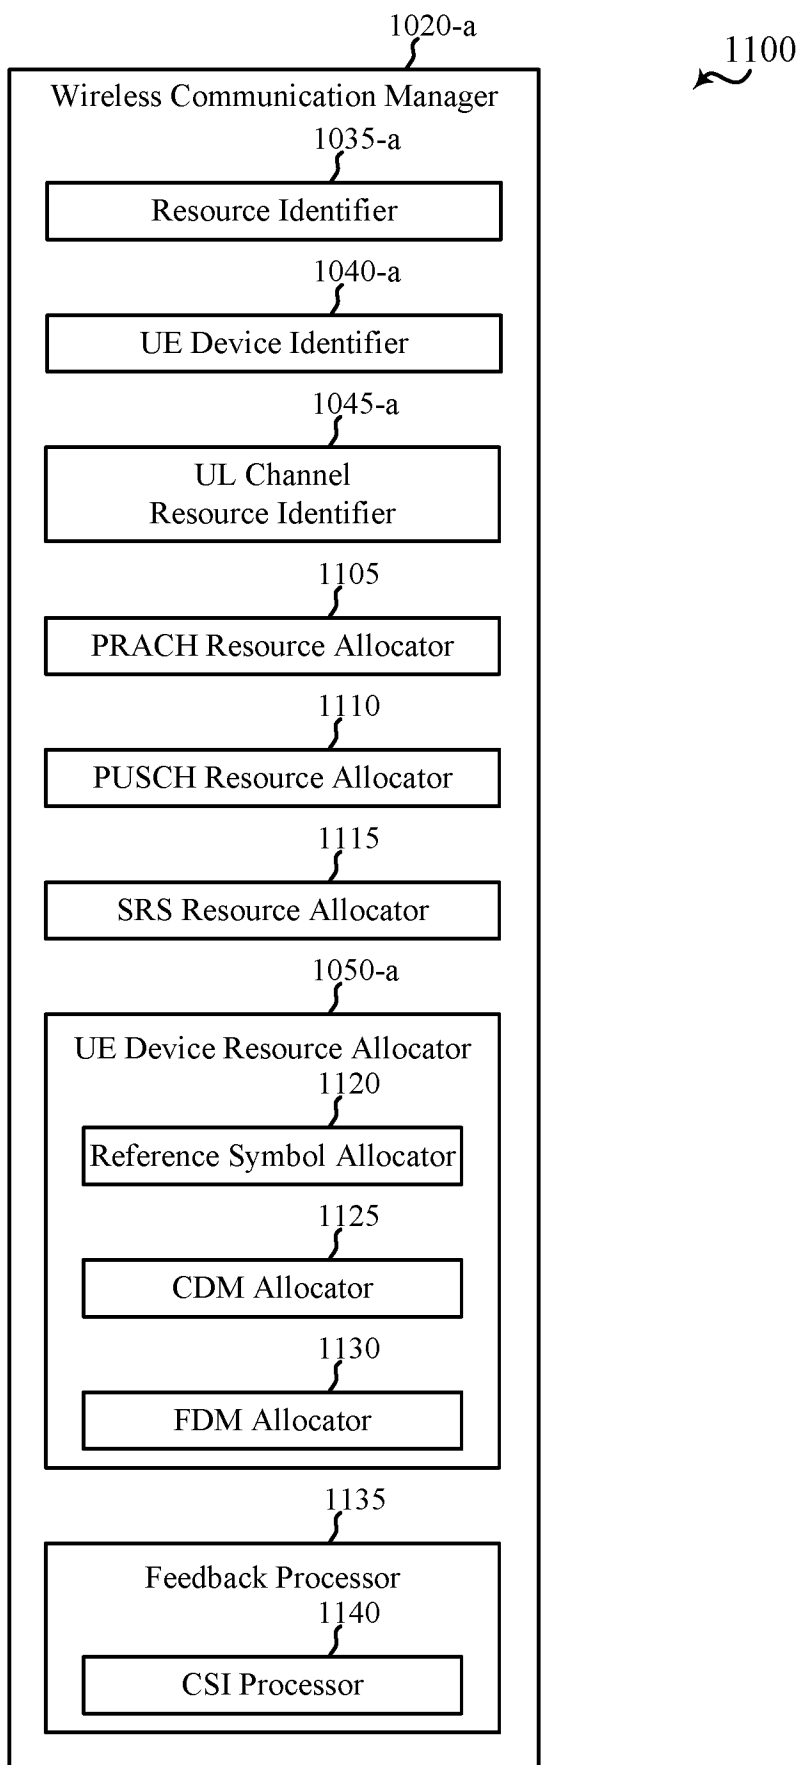 1020-a
1100
Wireless Communication Manager
1035-a
Resource Identifier
1040-a
UE Device Identifier
1045-a
UL Channel
Resource Identifier
1105
PRACH Resource Allocator
1110
PUSCH Resource Allocator
1115
SRS Resource Allocator
1050-a
UE Device Resource Allocator
1120
Reference Symbol Allocator
1125
CDM Allocator
1130
FDM Allocator
1135
Feedback Processor
1140
CSI Processor